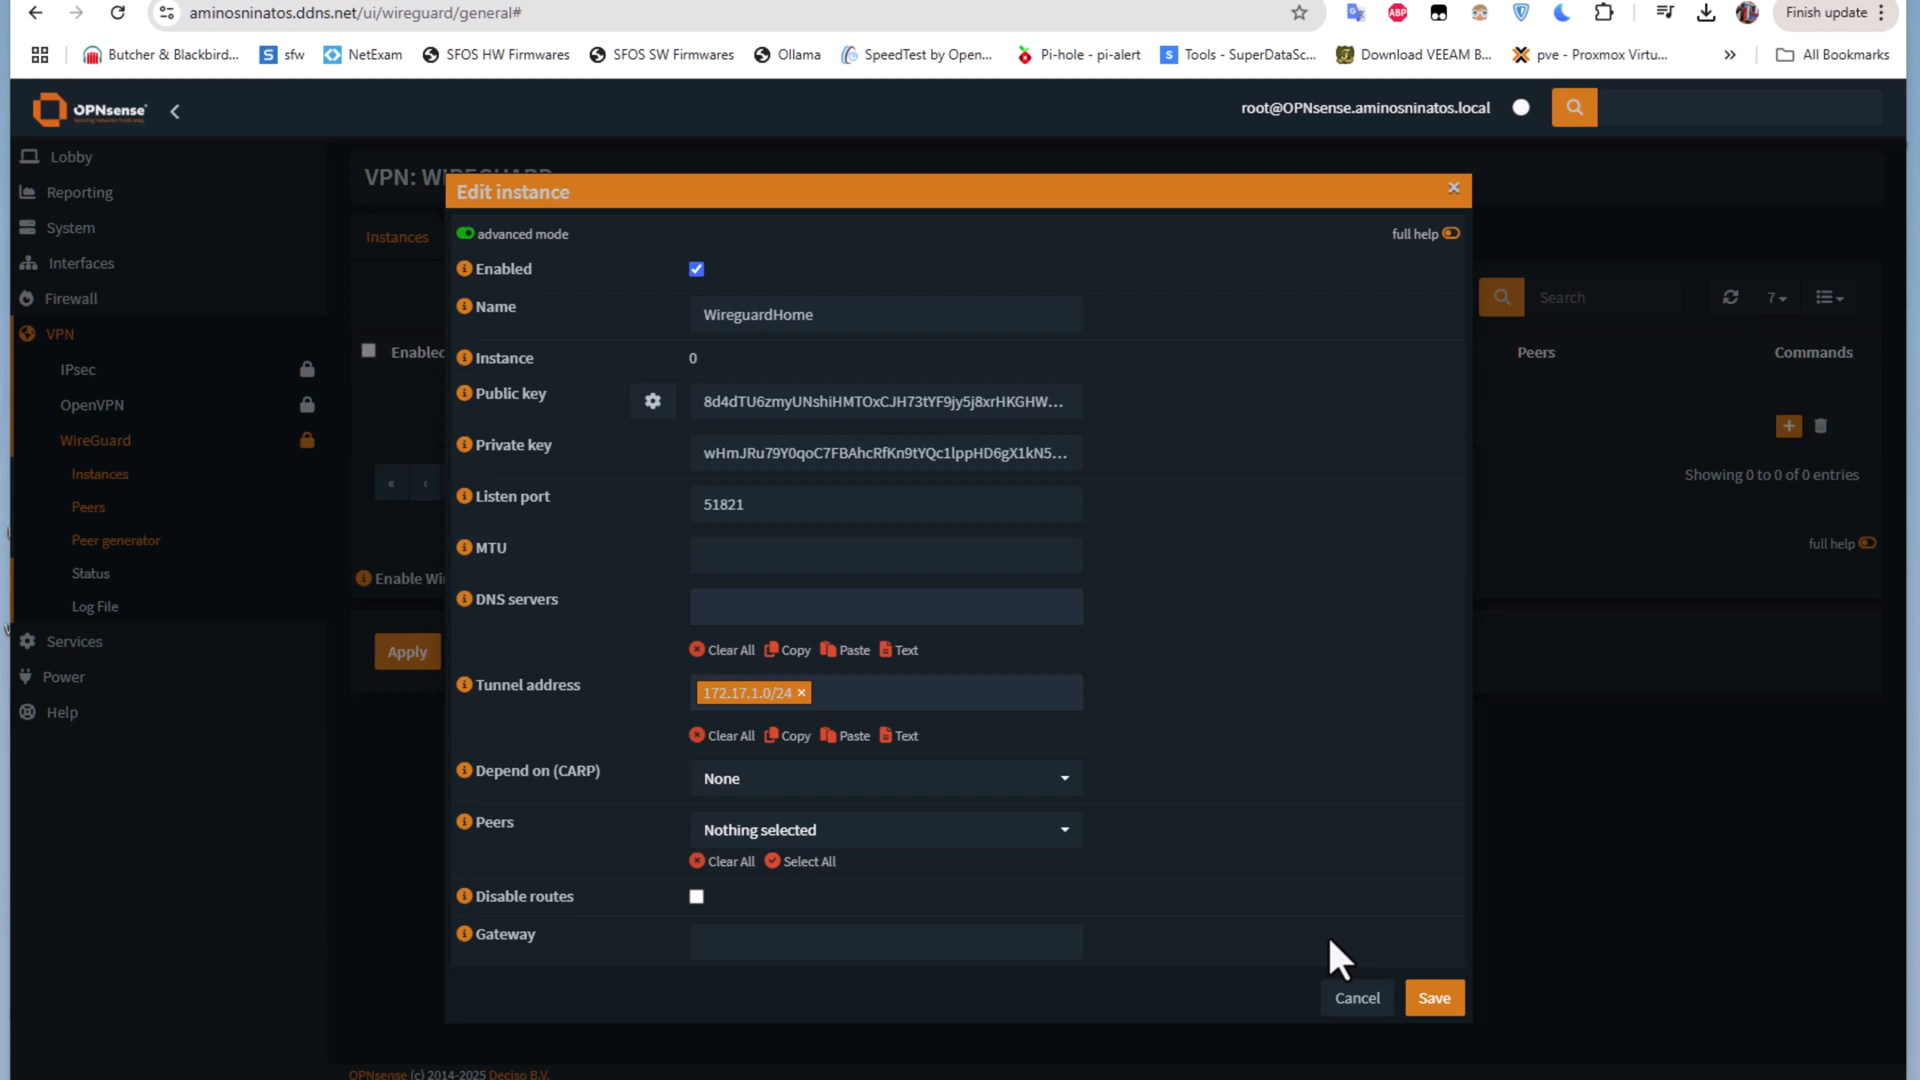 aminosninatos.ddns.net/ui/wireguard/general#
ABP
Finish update
Butcher & Blackbird...
S sfw
NetExam
SFOS HW Firmwares
SFOS SW Firmwares
Ollama
SpeedTest by Open...
Pi-hole - pi-alert
S Tools - SuperDataSc...
Download VEEAM B...
pve - Proxmox Virtu...
»
All Bookmarks
OPNsense
root@OPNsense.aminosninatos.local
Lobby
Reporting
System
Interfaces
Firewall
VPN
IPsec
OpenVPN
WireGuard
Instances
Peers
Peer generator
Status
Log File
Services
Power
Help
Instances
Enabled
« ‹
Apply
Search
7
Peers
Commands
Showing 0 to 0 of 0 entries
full help
Edit instance ×
advanced mode
full help
Enabled
Name
WireguardHome
Instance
0
Public key
8d4dTU6zmyUNshiHMTOxCJH73tYF9jy5j8xrHKGHW...
Private key
wHmJRu79Y0qoC7FBAhcRfKn9tYQc1lppHD6gX1kN5...
Listen port
51821
MTU
DNS servers
Clear All Copy Paste Text
Tunnel address
172.17.1.0/24 ×
Clear All Copy Paste Text
Depend on (CARP)
None
Peers
Nothing selected
Clear All Select All
Disable routes
Gateway
Cancel
Save
OPNsense (c) 2014-2025 Deciso B.V.